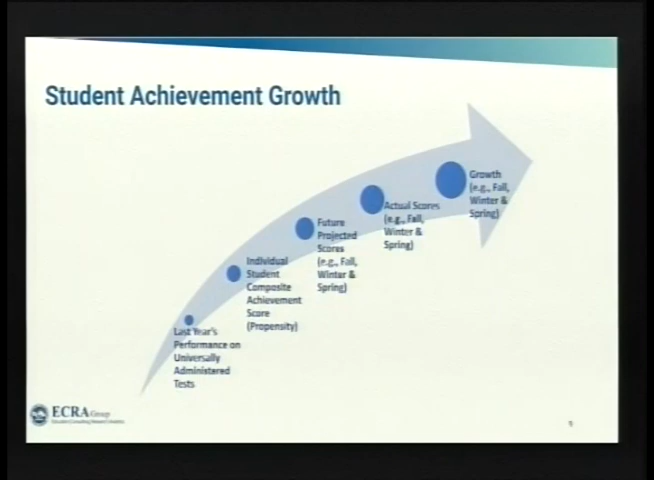 Student Achievement Growth
Growth
(e.g., Fall,
Winter &
Spring)
Actual Scores
(e.g., Fall,
Winter &
Spring)
Future
Projected
Scores
(e.g., Fall,
Winter &
Spring)
Individual
Student
Composite
Achievement
Score
(Propensity)
Last Year's
Performance on
Universally
Administered
Tests
ECRA Group